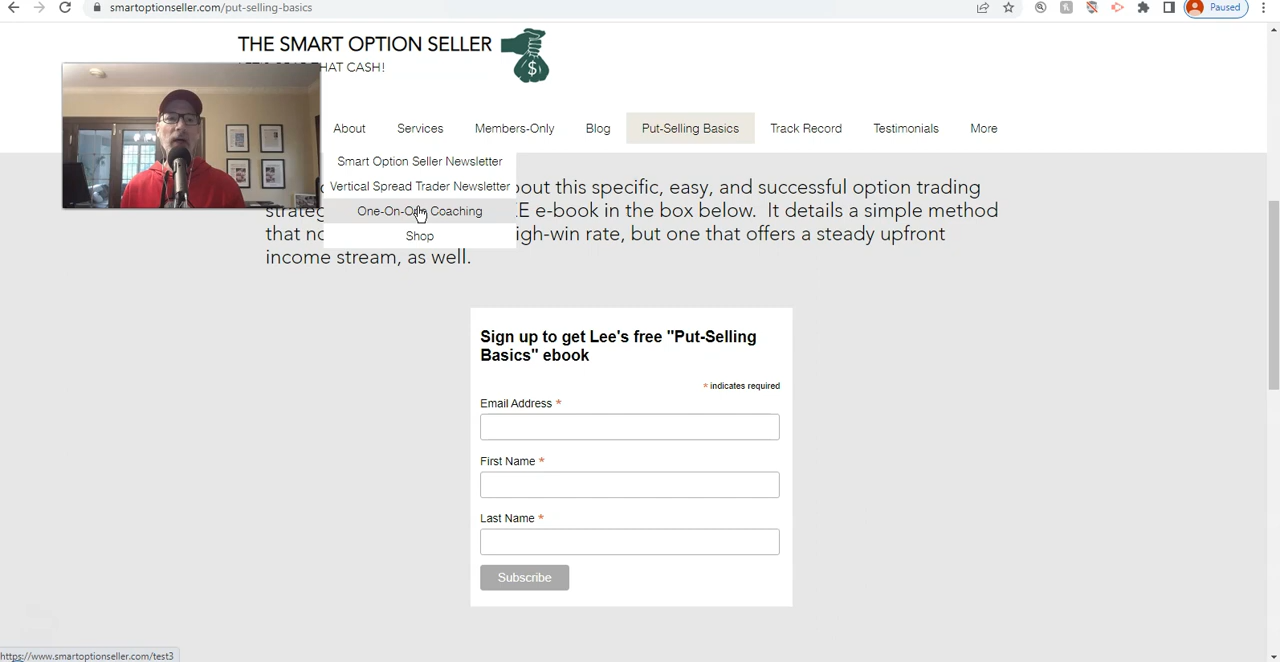 smartoptionseller.com/put-selling-basics
Paused
THE SMART OPTION SELLER
THAT CASH!
$
About Services Members-Only Blog Put-Selling Basics Track Record Testimonials More
Smart Option Seller Newsletter
Vertical Spread Trader Newsletter
One-On-One Coaching
Shop
out this specific, easy, and successful option trading
strateg E e-book in the box below. It details a simple method
that no igh-win rate, but one that offers a steady upfront
income stream, as well.
Sign up to get Lee's free "Put-Selling
Basics" ebook
* indicates required
Email Address *
First Name *
Last Name *
Subscribe
https://www.smartoptionseller.com/test3